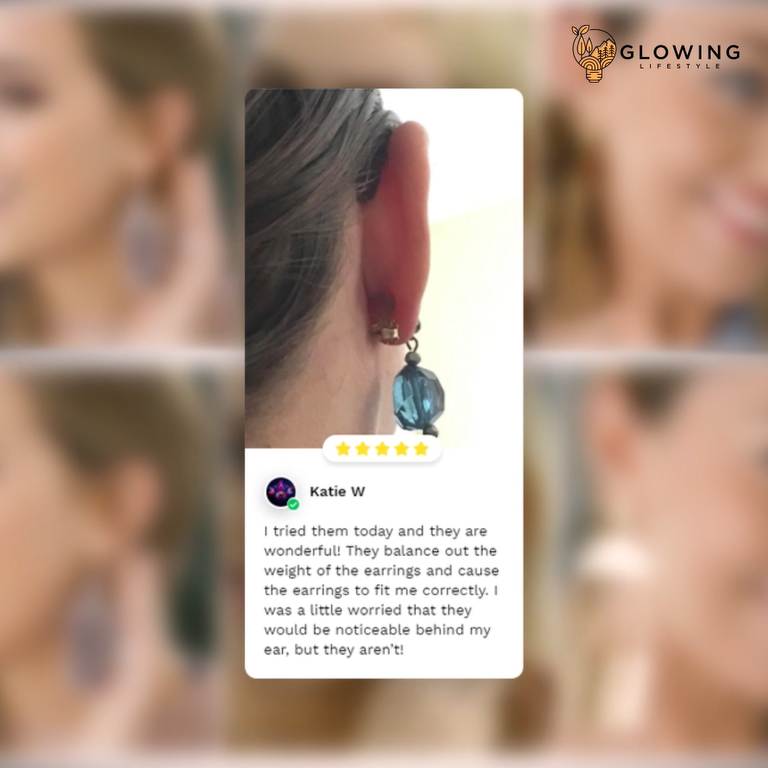 GLOWING
LIFESTYLE
Katie W
I tried them today and they are
wonderful! They balance out the
weight of the earrings and cause
the earrings to fit me correctly. I
was a little worried that they
would be noticeable behind my
ear, but they aren't!